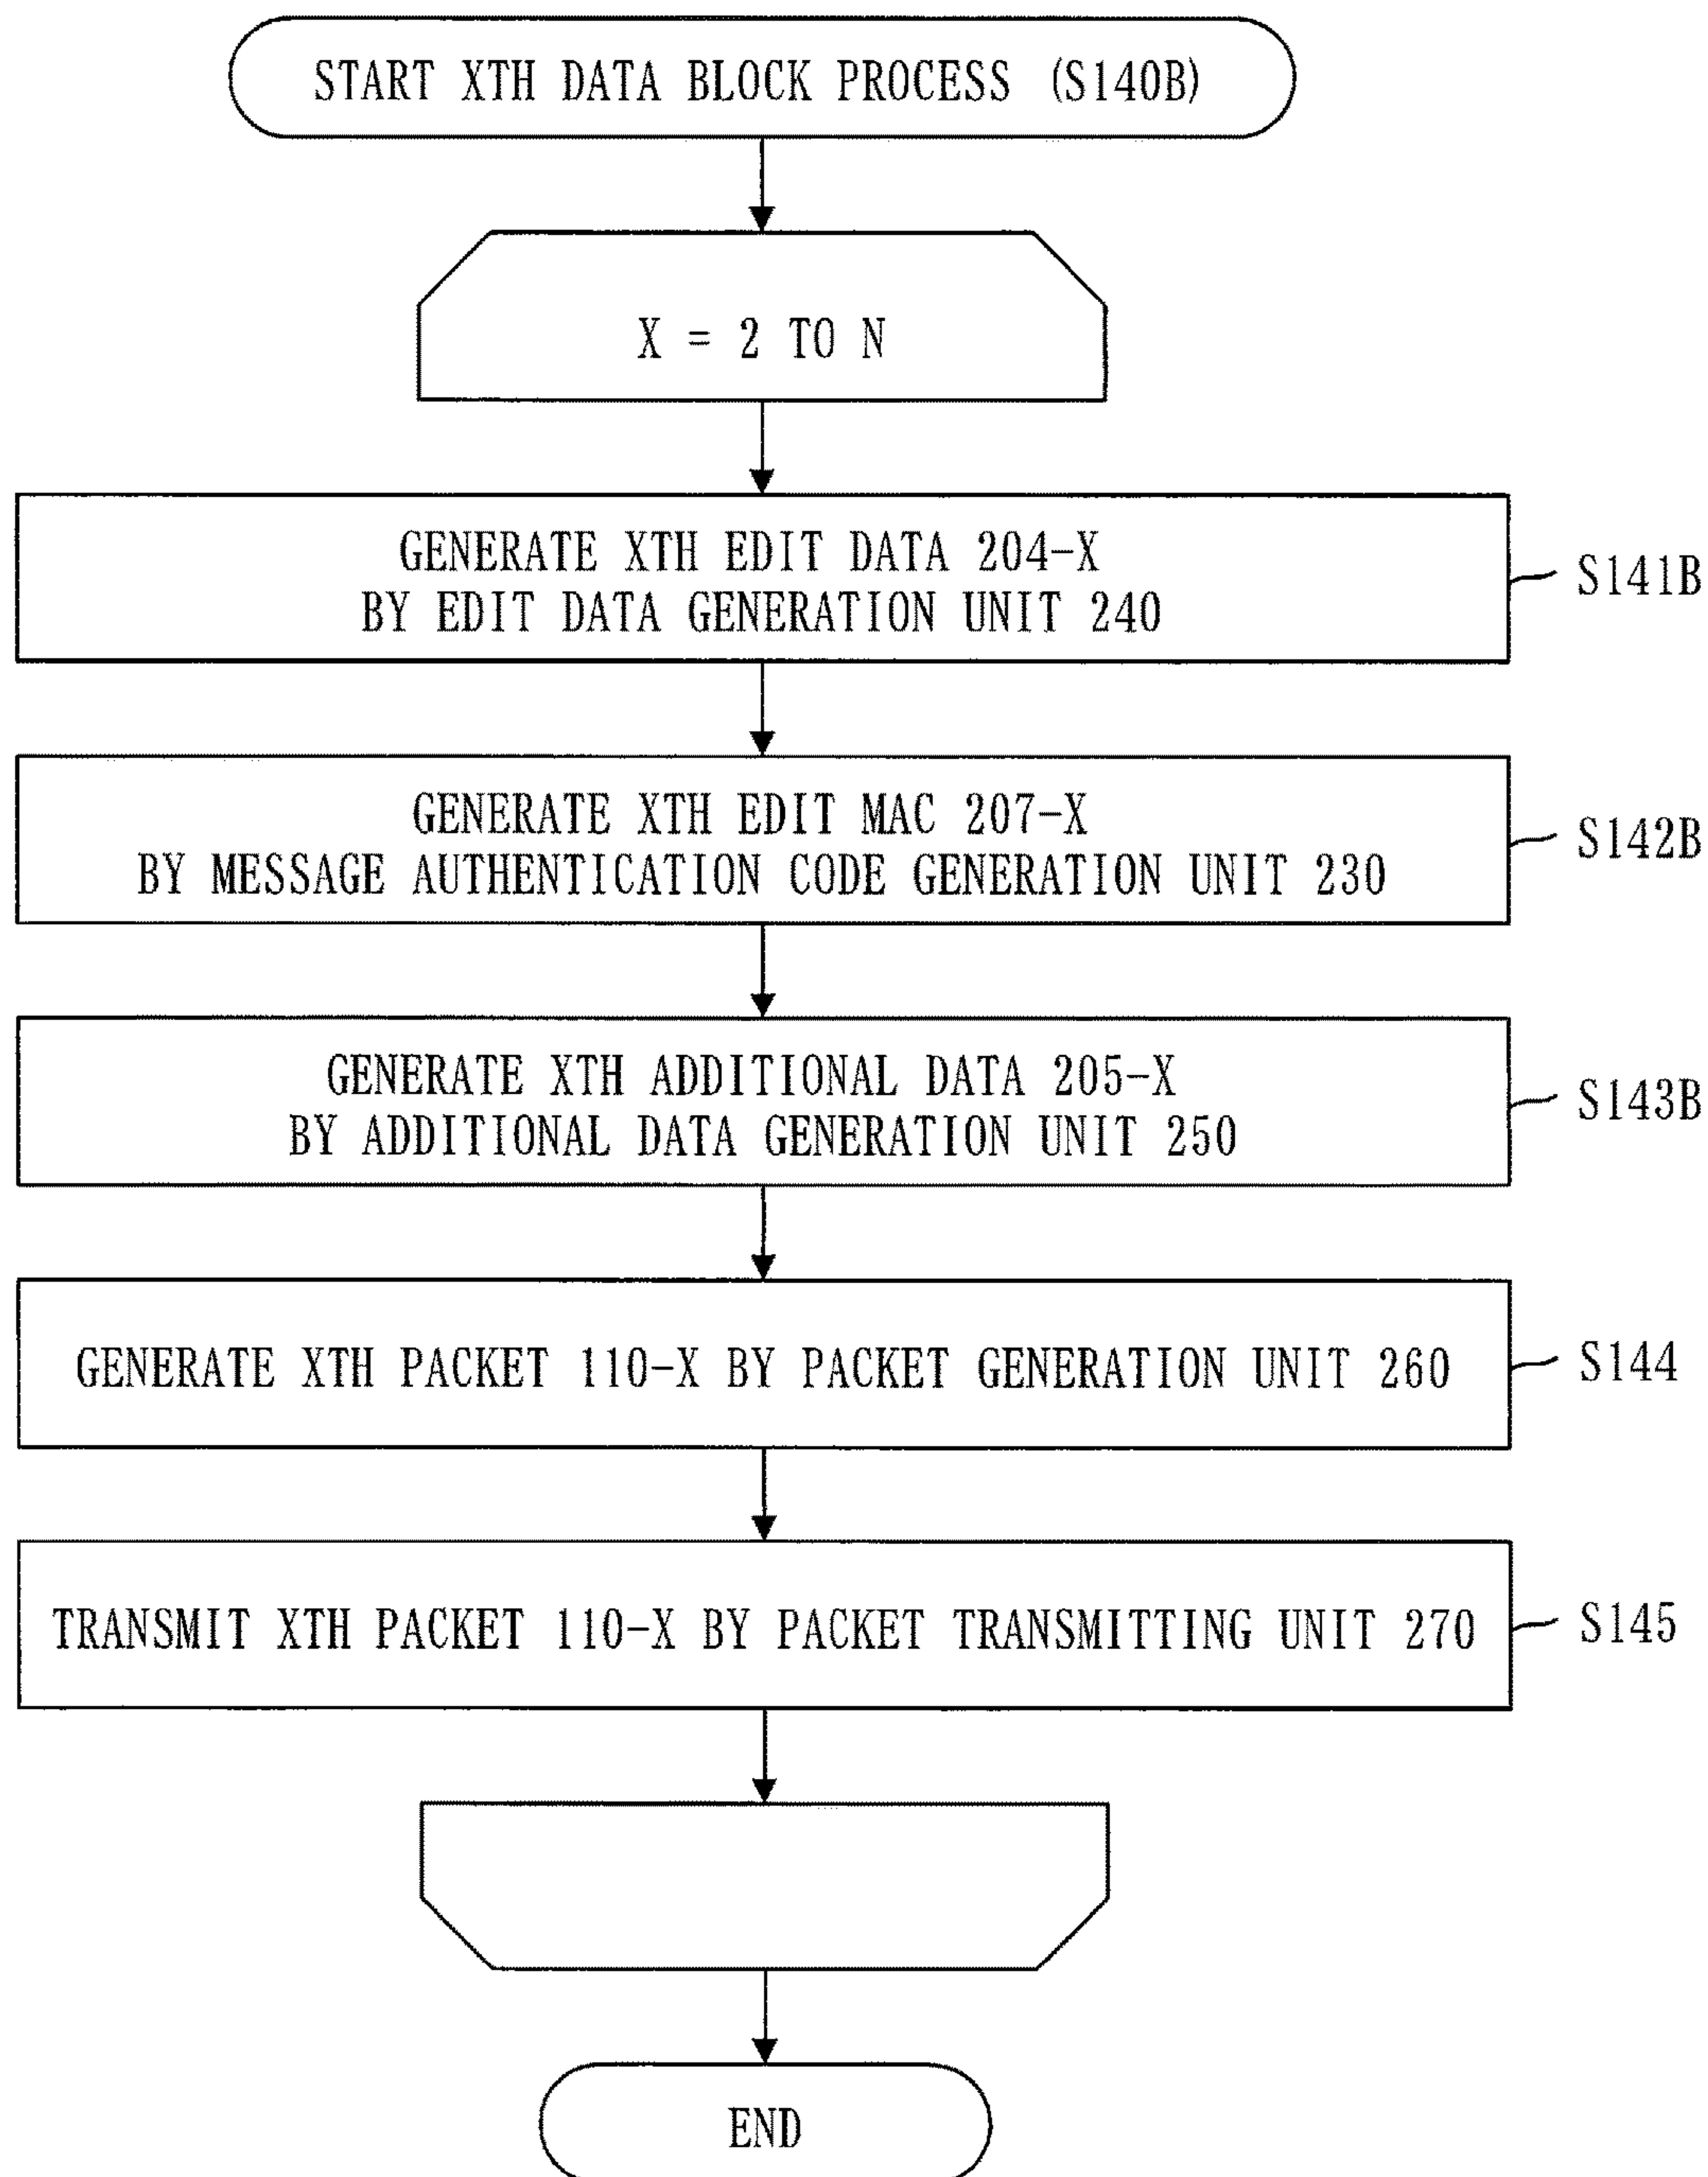 START XTH DATA BLOCK PROCESS (S140B)
X = 2 TO N
GENERATE XTH EDIT DATA 204-X
BY EDIT DATA GENERATION UNIT 240
S141B
GENERATE XTH EDIT MAC 207-X
BY MESSAGE AUTHENTICATION CODE GENERATION UNIT 230
S142B
GENERATE XTH ADDITIONAL DATA 205-X
BY ADDITIONAL DATA GENERATION UNIT 250
S143B
GENERATE XTH PACKET 110-X BY PACKET GENERATION UNIT 260
S144
TRANSMIT XTH PACKET 110-X BY PACKET TRANSMITTING UNIT 270
S145
END